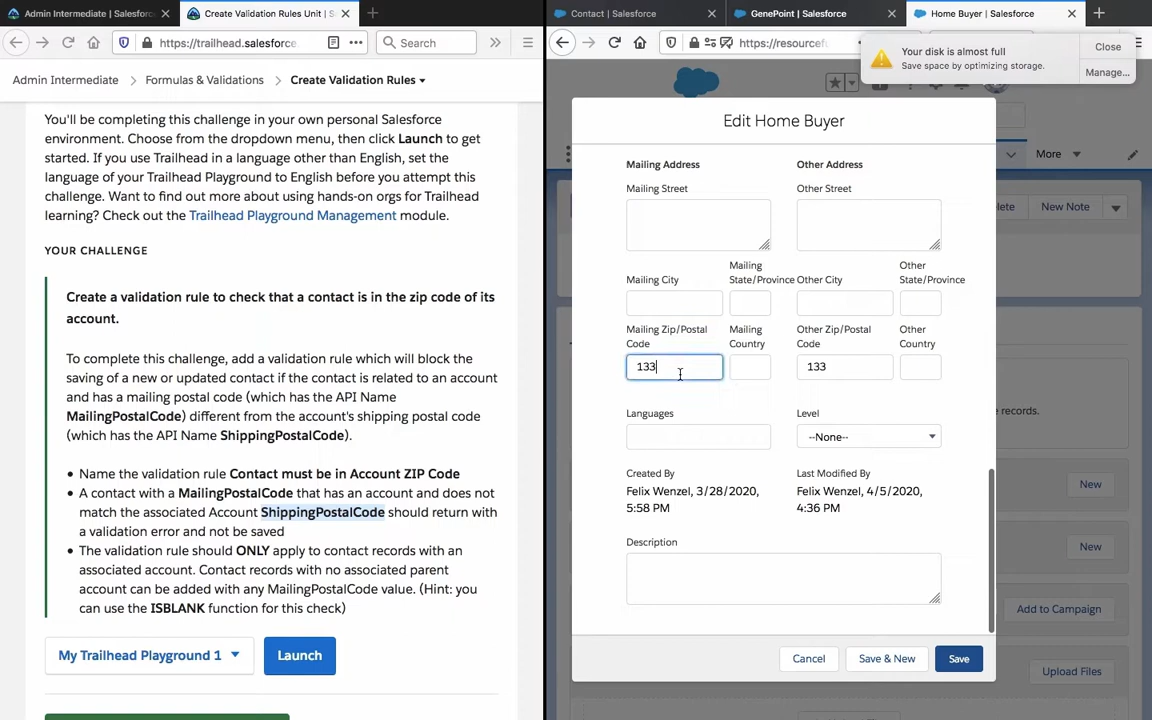 Admin Intermediate | Salesforc
Create Validation Rules Unit | S
https://trailhead.salesforce.
Search
Admin Intermediate
Formulas & Validations
Create Validation Rules
You'll be completing this challenge in your own personal Salesforce
environment. Choose from the dropdown menu, then click Launch to get
started. If you use Trailhead in a language other than English, set the
language of your Trailhead Playground to English before you attempt this
challenge. Want to find out more about using hands-on orgs for Trailhead
learning? Check out the Trailhead Playground Management module.
YOUR CHALLENGE
Create a validation rule to check that a contact is in the zip code of its
account.
To complete this challenge, add a validation rule which will block the
saving of a new or updated contact if the contact is related to an account
and has a mailing postal code (which has the API Name
MailingPostalCode) different from the account's shipping postal code
(which has the API Name ShippingPostalCode).
• Name the validation rule Contact must be in Account ZIP Code
• A contact with a MailingPostalCode that has an account and does not
match the associated Account ShippingPostalCode should return with
a validation error and not be saved
• The validation rule should ONLY apply to contact records with an
associated account. Contact records with no associated parent
account can be added with any MailingPostalCode value. (Hint: you
can use the ISBLANK function for this check)
My Trailhead Playground 1
Launch
Contact | Salesforce
GenePoint | Salesforce
Home Buyer | Salesforce
https://resourcefu
Your disk is almost full
Save space by optimizing storage.
Close
Manage...
More
lete
New Note
Edit Home Buyer
Mailing Address
Other Address
Mailing Street
Other Street
Mailing City
Mailing
State/Province
Other City
Other
State/Province
Mailing Zip/Postal
Code
Mailing
Country
Other Zip/Postal
Code
Other
Country
133
133
Languages
Level
--None--
Created By
Last Modified By
Felix Wenzel, 3/28/2020,
5:58 PM
Felix Wenzel, 4/5/2020,
4:36 PM
Description
Cancel
Save & New
Save
e records.
New
New
Add to Campaign
Upload Files